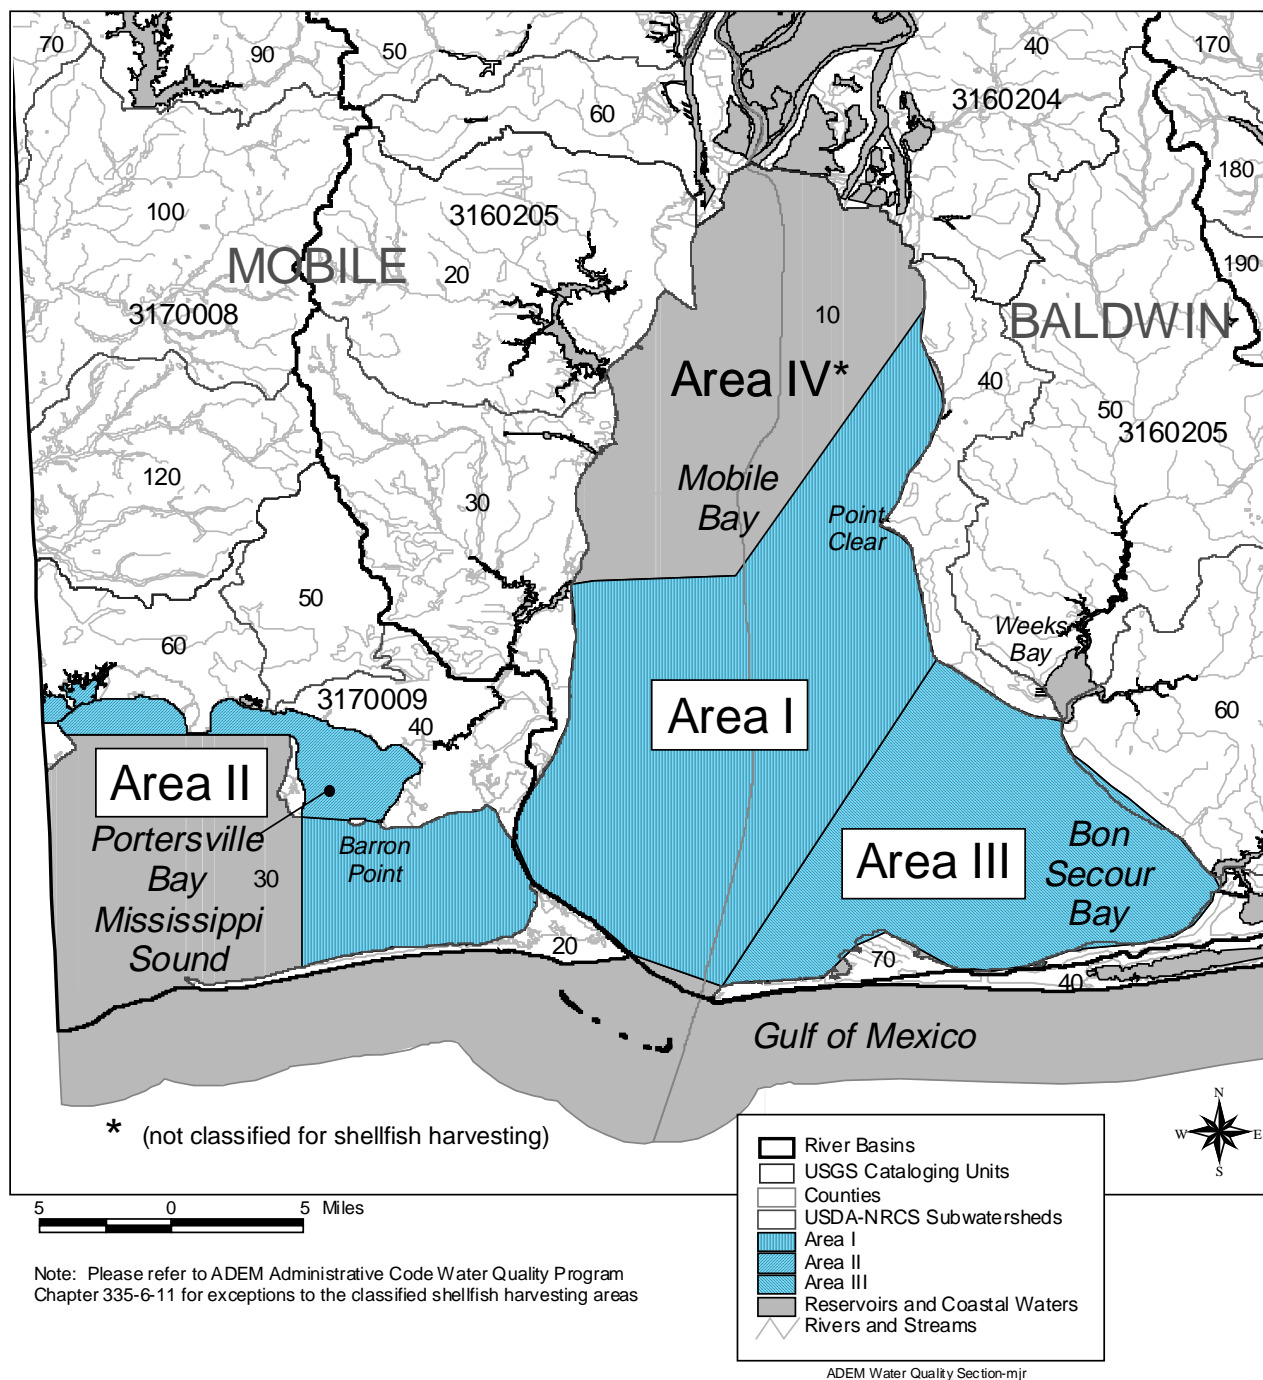 70
90
50
40
170
3160204
60
180
100
3160205
MOBILE
20
190
3170008
10
BALDWIN
Area IV*
40
50
3160205
120
Mobile
Bay
30
Point
Clear
50
60
Weeks
Bay
3170009
40
Area I
60
Area II
Portersville
Bay
30
Mississippi
Sound
Barron
Point
Area III
Bon
Secour
Bay
20
70
40
Gulf of Mexico
* (not classified for shellfish harvesting)
N
W E
S
5 0 5 Miles
River Basins
USGS Cataloging Units
Counties
USDA-NRCS Subwatersheds
Area I
Area II
Area III
Reservoirs and Coastal Waters
Rivers and Streams
Note: Please refer to ADEM Administrative Code Water Quality Program
Chapter 335-6-11 for exceptions to the classified shellfish harvesting areas
ADEM Water Quality Section-mjr